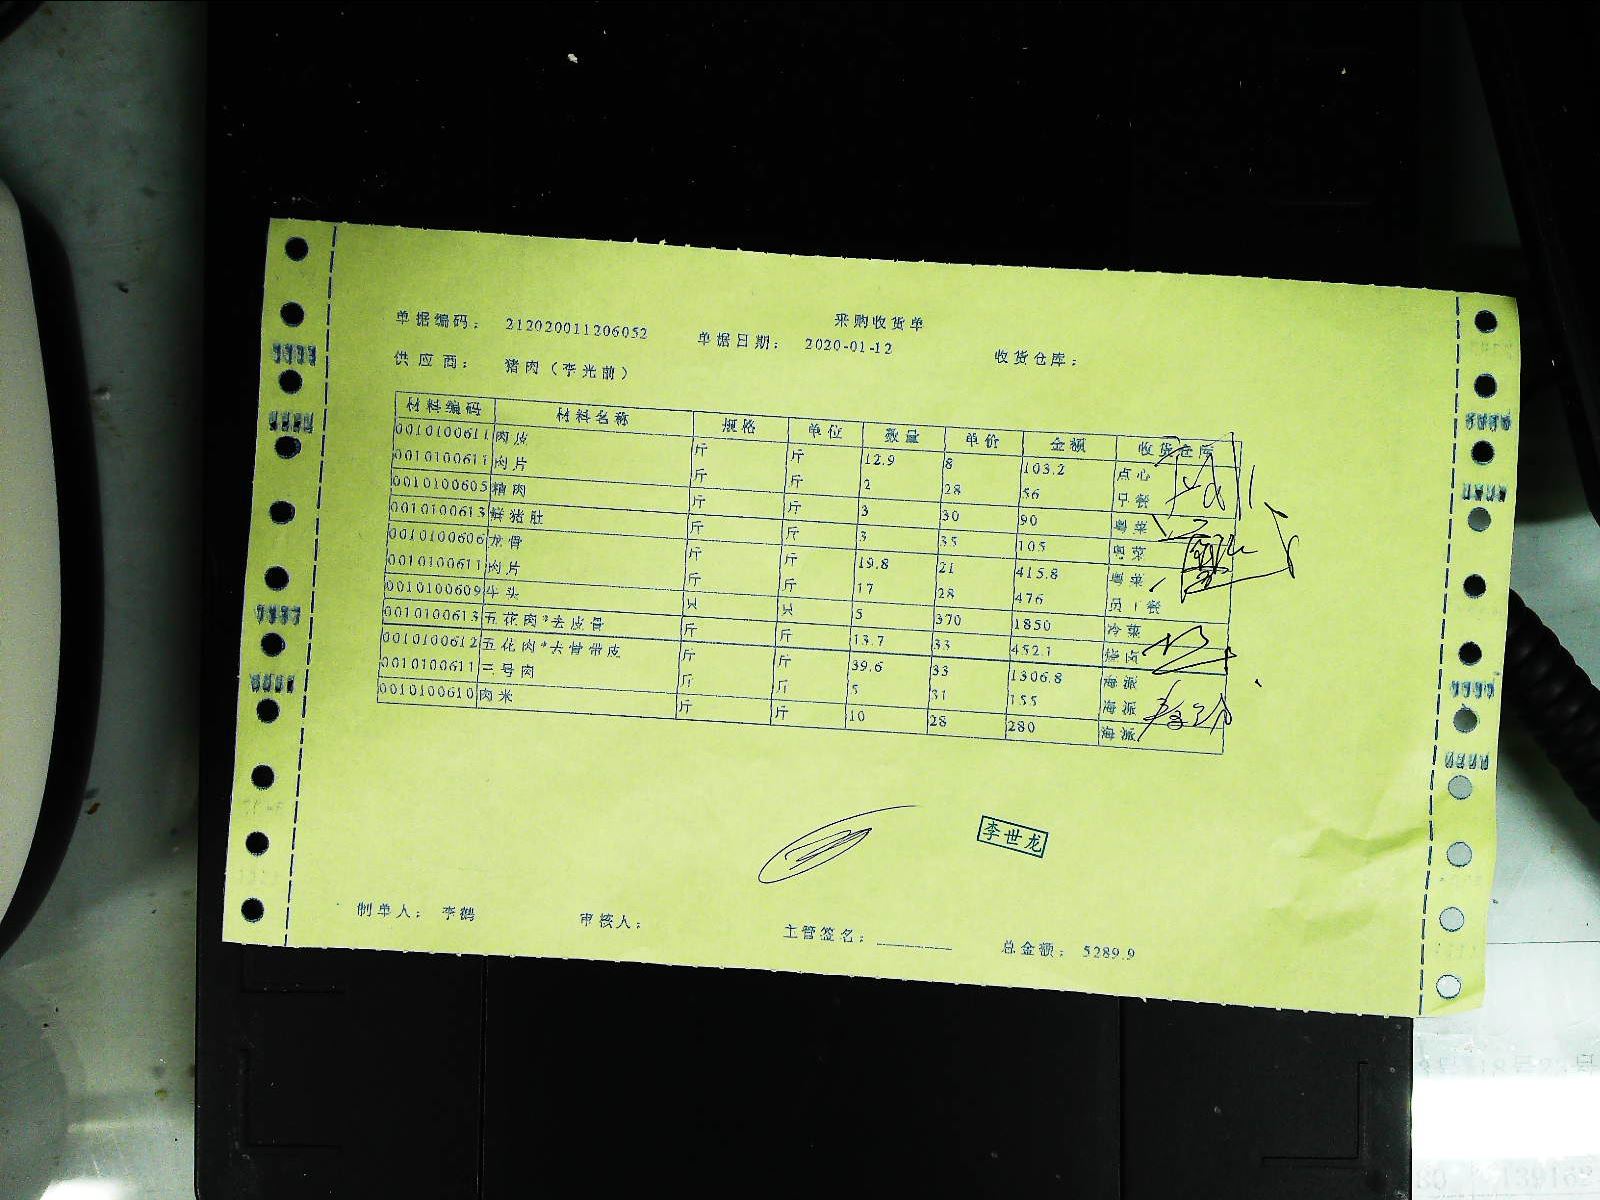 采购收货单
单据编码： 212020011206052 单据日期： 2020-01-12 收货仓库：
供应商： 猪肉（李光前）
材料编码 材料名称 规格 单位 数量 单价 金额 收货仓库
0010100611 肉皮 斤 斤 12.9 8 103.2 点心
0010100611 肉片 斤 斤 2 28 56 早餐
0010100605 精肉 斤 斤 3 30 90 粤菜
0010100613 鲜猪肚 斤 斤 3 35 105 粤菜
0010100606 龙骨 斤 斤 19.8 21 415.8 粤菜
0010100611 肉片 斤 斤 17 28 476 员工餐
0010100609 牛头 只 只 5 370 1850 冷菜
0010100613 五花肉*去皮骨 斤 斤 13.7 33 452.1 烧卤
0010100612 五花肉*去骨带皮 斤 斤 39.6 33 1306.8 海派
0010100611 二号肉 斤 斤 5 31 155 海派
0010100610 肉米 斤 斤 10 28 280 海派
李世龙
制单人： 李鹤 审核人： 主管签名： 总金额： 5289.9